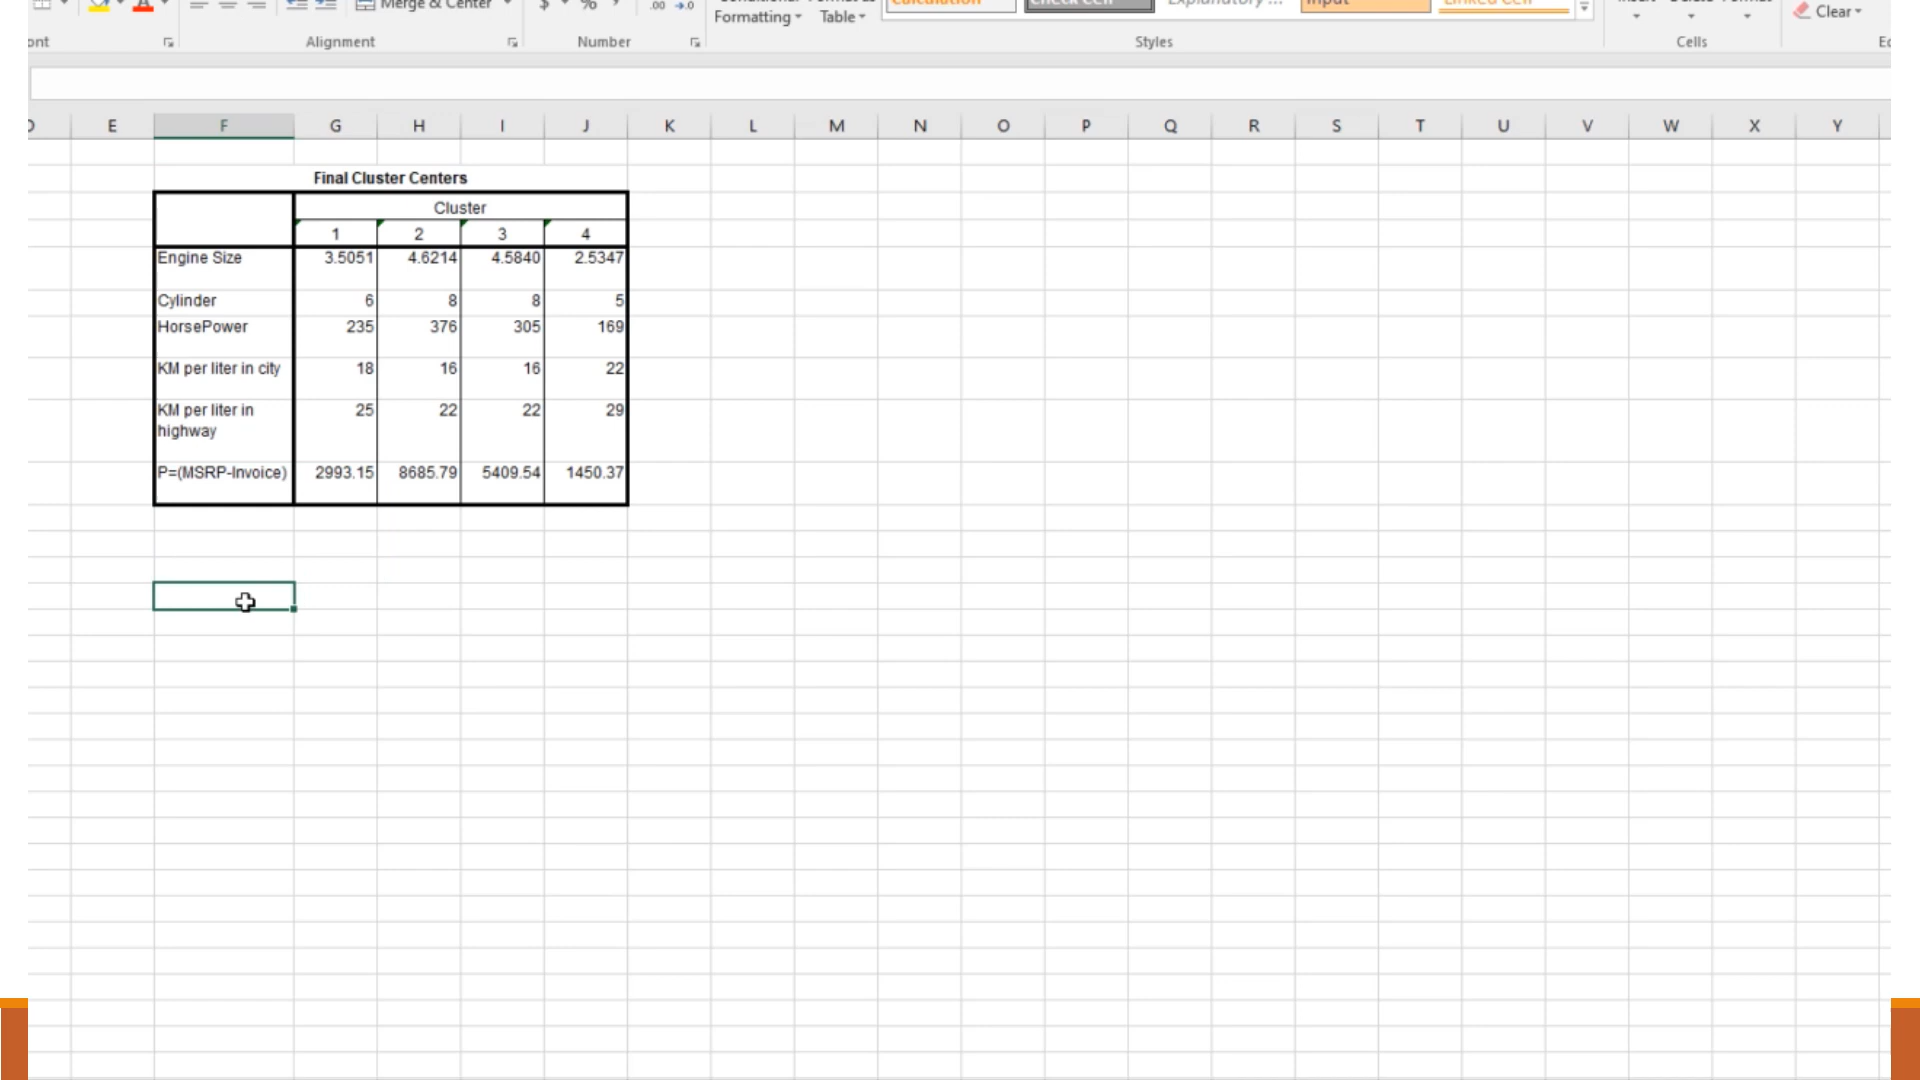 Merge & Center
$ % .00
Formatting Table
Calculation Check Cell Explanatory ... Input Linked Cell
Clear
Alignment Number Styles Cells
E F G H I J K L M N O P Q R S T U V W X Y
Final Cluster Centers
Cluster
1 2 3 4
Engine Size 3.5051 4.6214 4.5840 2.5347
Cylinder 6 8 8 5
HorsePower 235 376 305 169
KM per liter in city 18 16 16 22
KM per liter in 25 22 22 29
highway
P=(MSRP-Invoice) 2993.15 8685.79 5409.54 1450.37